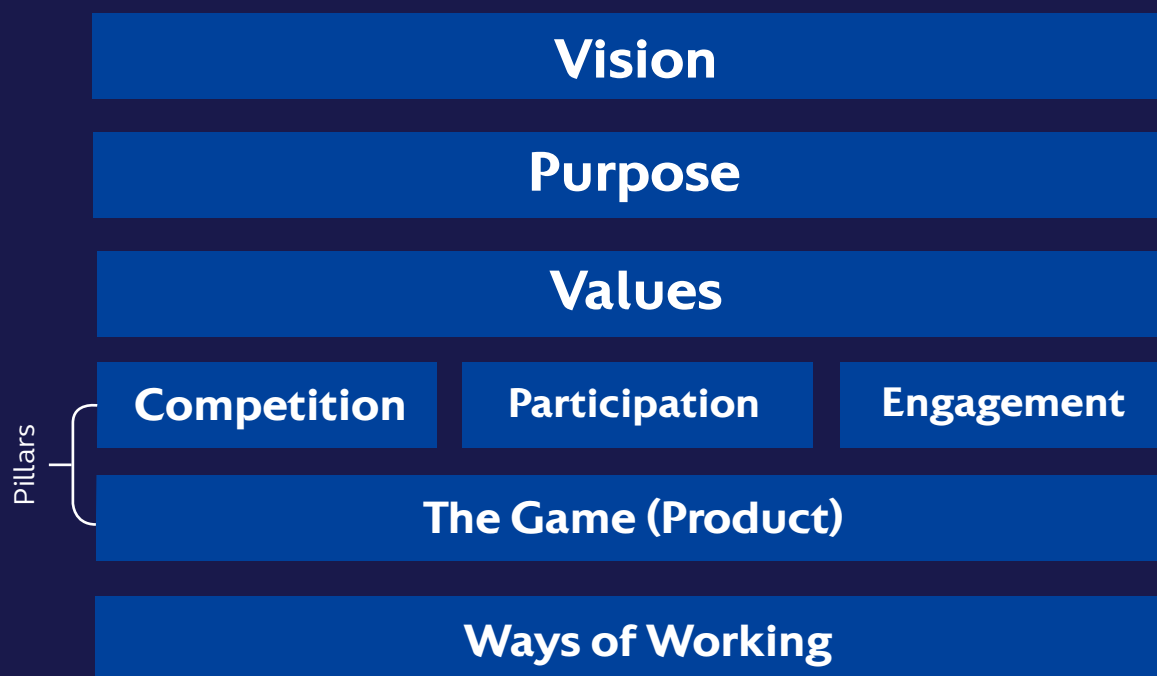 Vision
Purpose
Values
Competition
Participation
Engagement
Pillars
The Game (Product)
Ways of Working